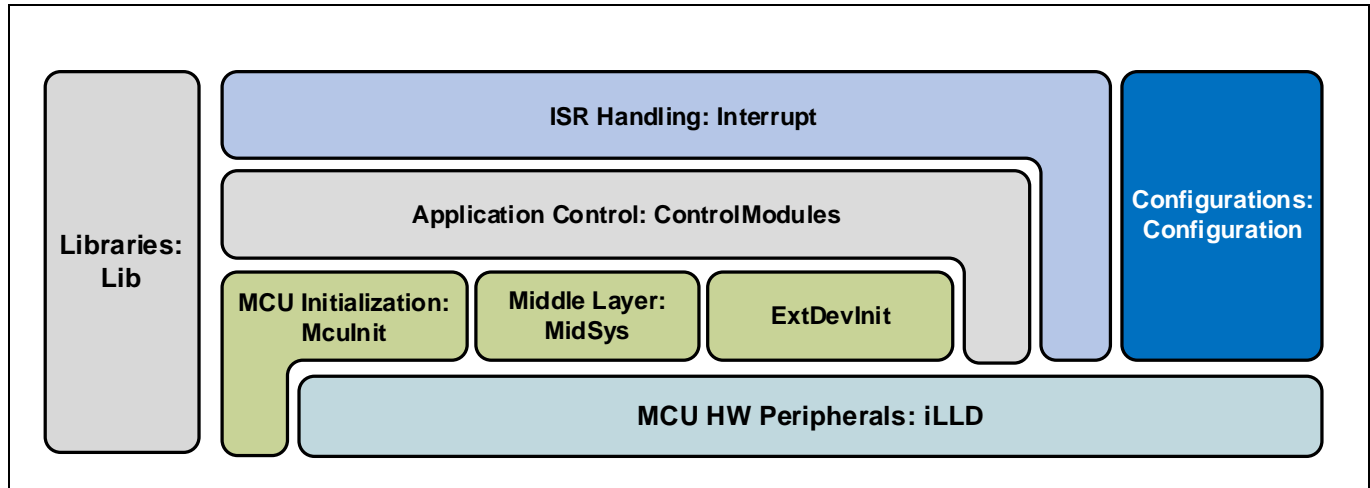 Libraries:
Lib
ISR Handling: Interrupt
Application Control: ControlModules
MCU Initialization:
McuInit
Middle Layer:
MidSys
ExtDevInit
MCU HW Peripherals: iLLD
Configurations:
Configuration